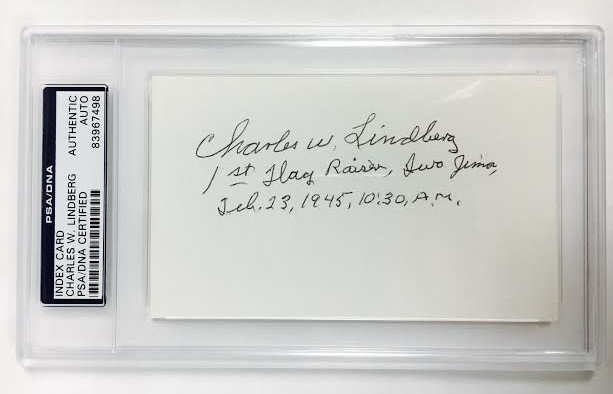 PSA/DNA
INDEX CARD
CHARLES W. LINDBERG
PSA/DNA CERTIFIED
AUTHENTIC
AUTO
83967498
Charles W. Lindberg
1st Flag Raiser, Iwo Jima,
Feb. 23, 1945, 10:30, A.M.